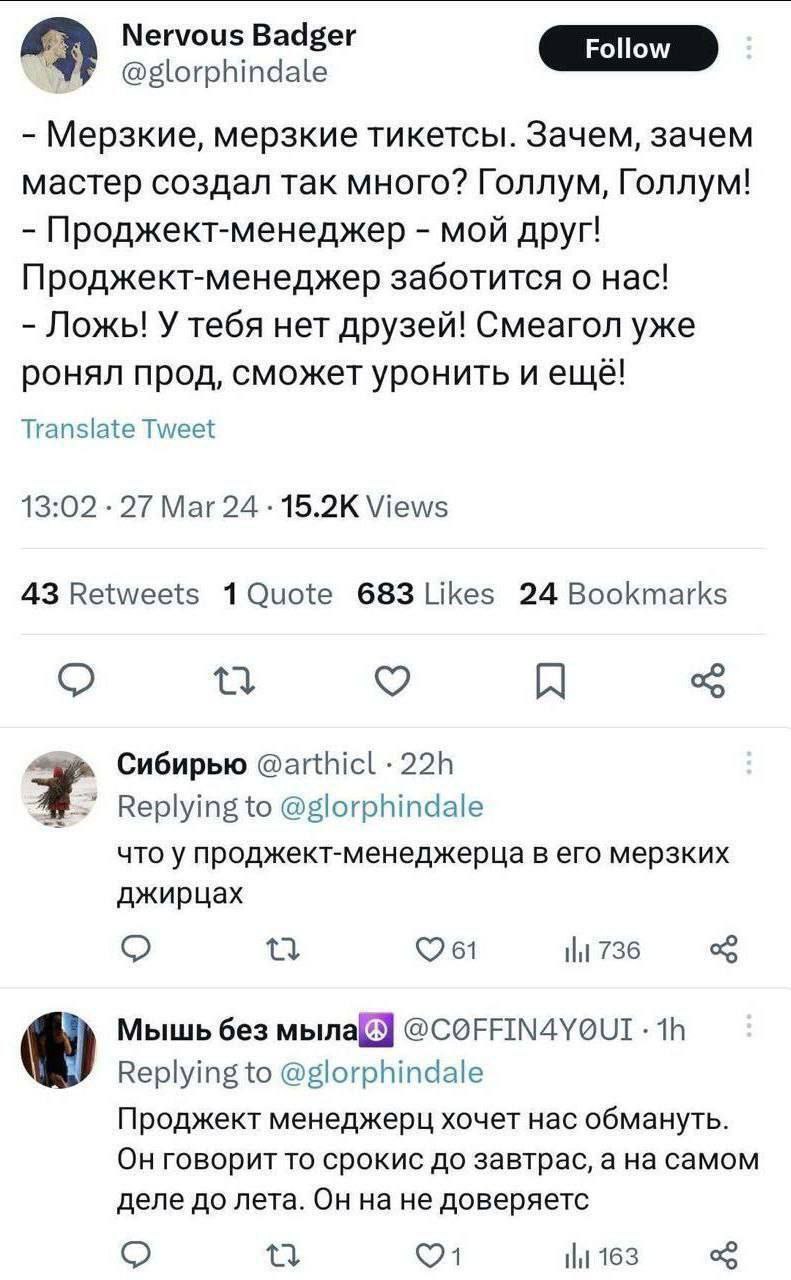 Nervous Badger
@glorphindale
Follow
- Мерзкие, мерзкие тикетсы. Зачем, зачем
мастер создал так много? Голлум, Голлум!
- Проджект-менеджер - мой друг!
Проджект-менеджер заботится о нас!
- Ложь! У тебя нет друзей! Смеагол уже
ронял прод, сможет уронить и ещё!
Translate Tweet
13:02 · 27 Mar 24 · 15.2K Views
43 Retweets 1 Quote 683 Likes 24 Bookmarks
Сибирью @arthicl · 22h
Replying to @glorphindale
что у проджект-менеджерца в его мерзких
джирцах
61 736
Мышь без мыла☮ @C0FFIN4Y0UI · 1h
Replying to @glorphindale
Проджект менеджерц хочет нас обмануть.
Он говорит то срокис до завтрас, а на самом
деле до лета. Он на не доверяетс
1 163